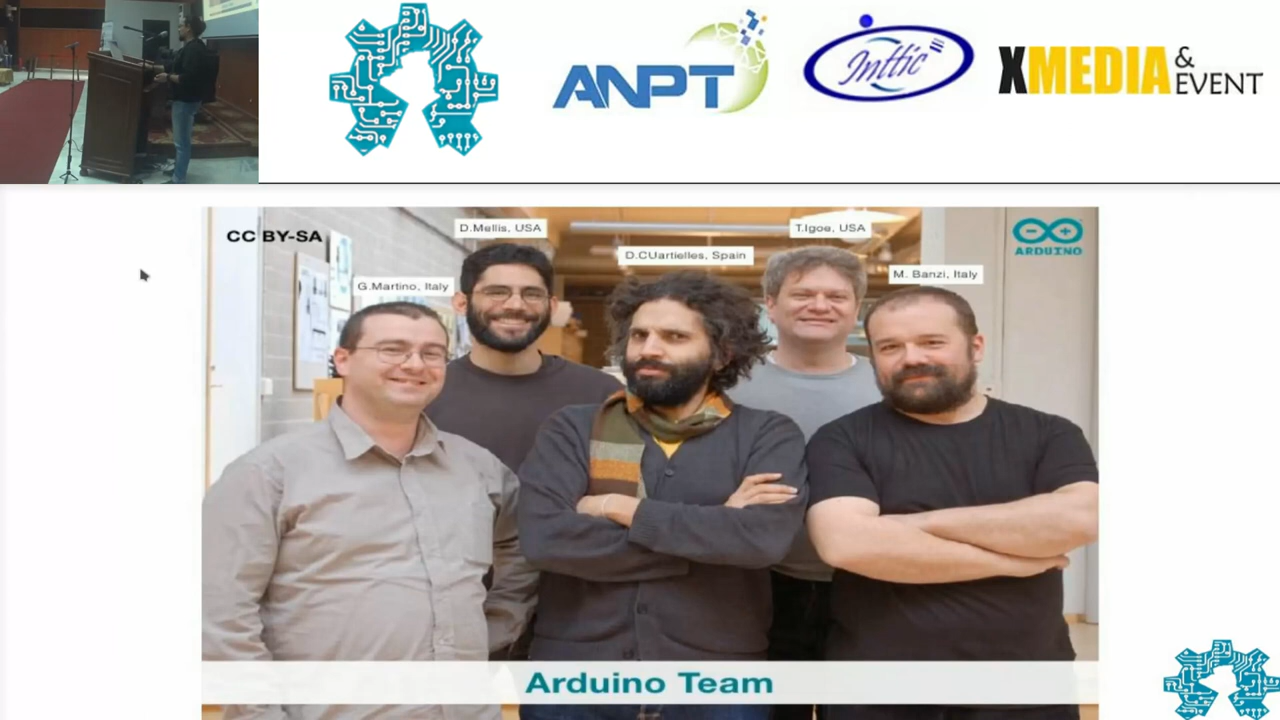 ANPT
Inttic
XMEDIA & EVENT
CC BY-SA
D.Mellis, USA
T.Igoe, USA
ARDUINO
D.CUartielles, Spain
M. Banzi, Italy
G.Martino, Italy
Arduino Team